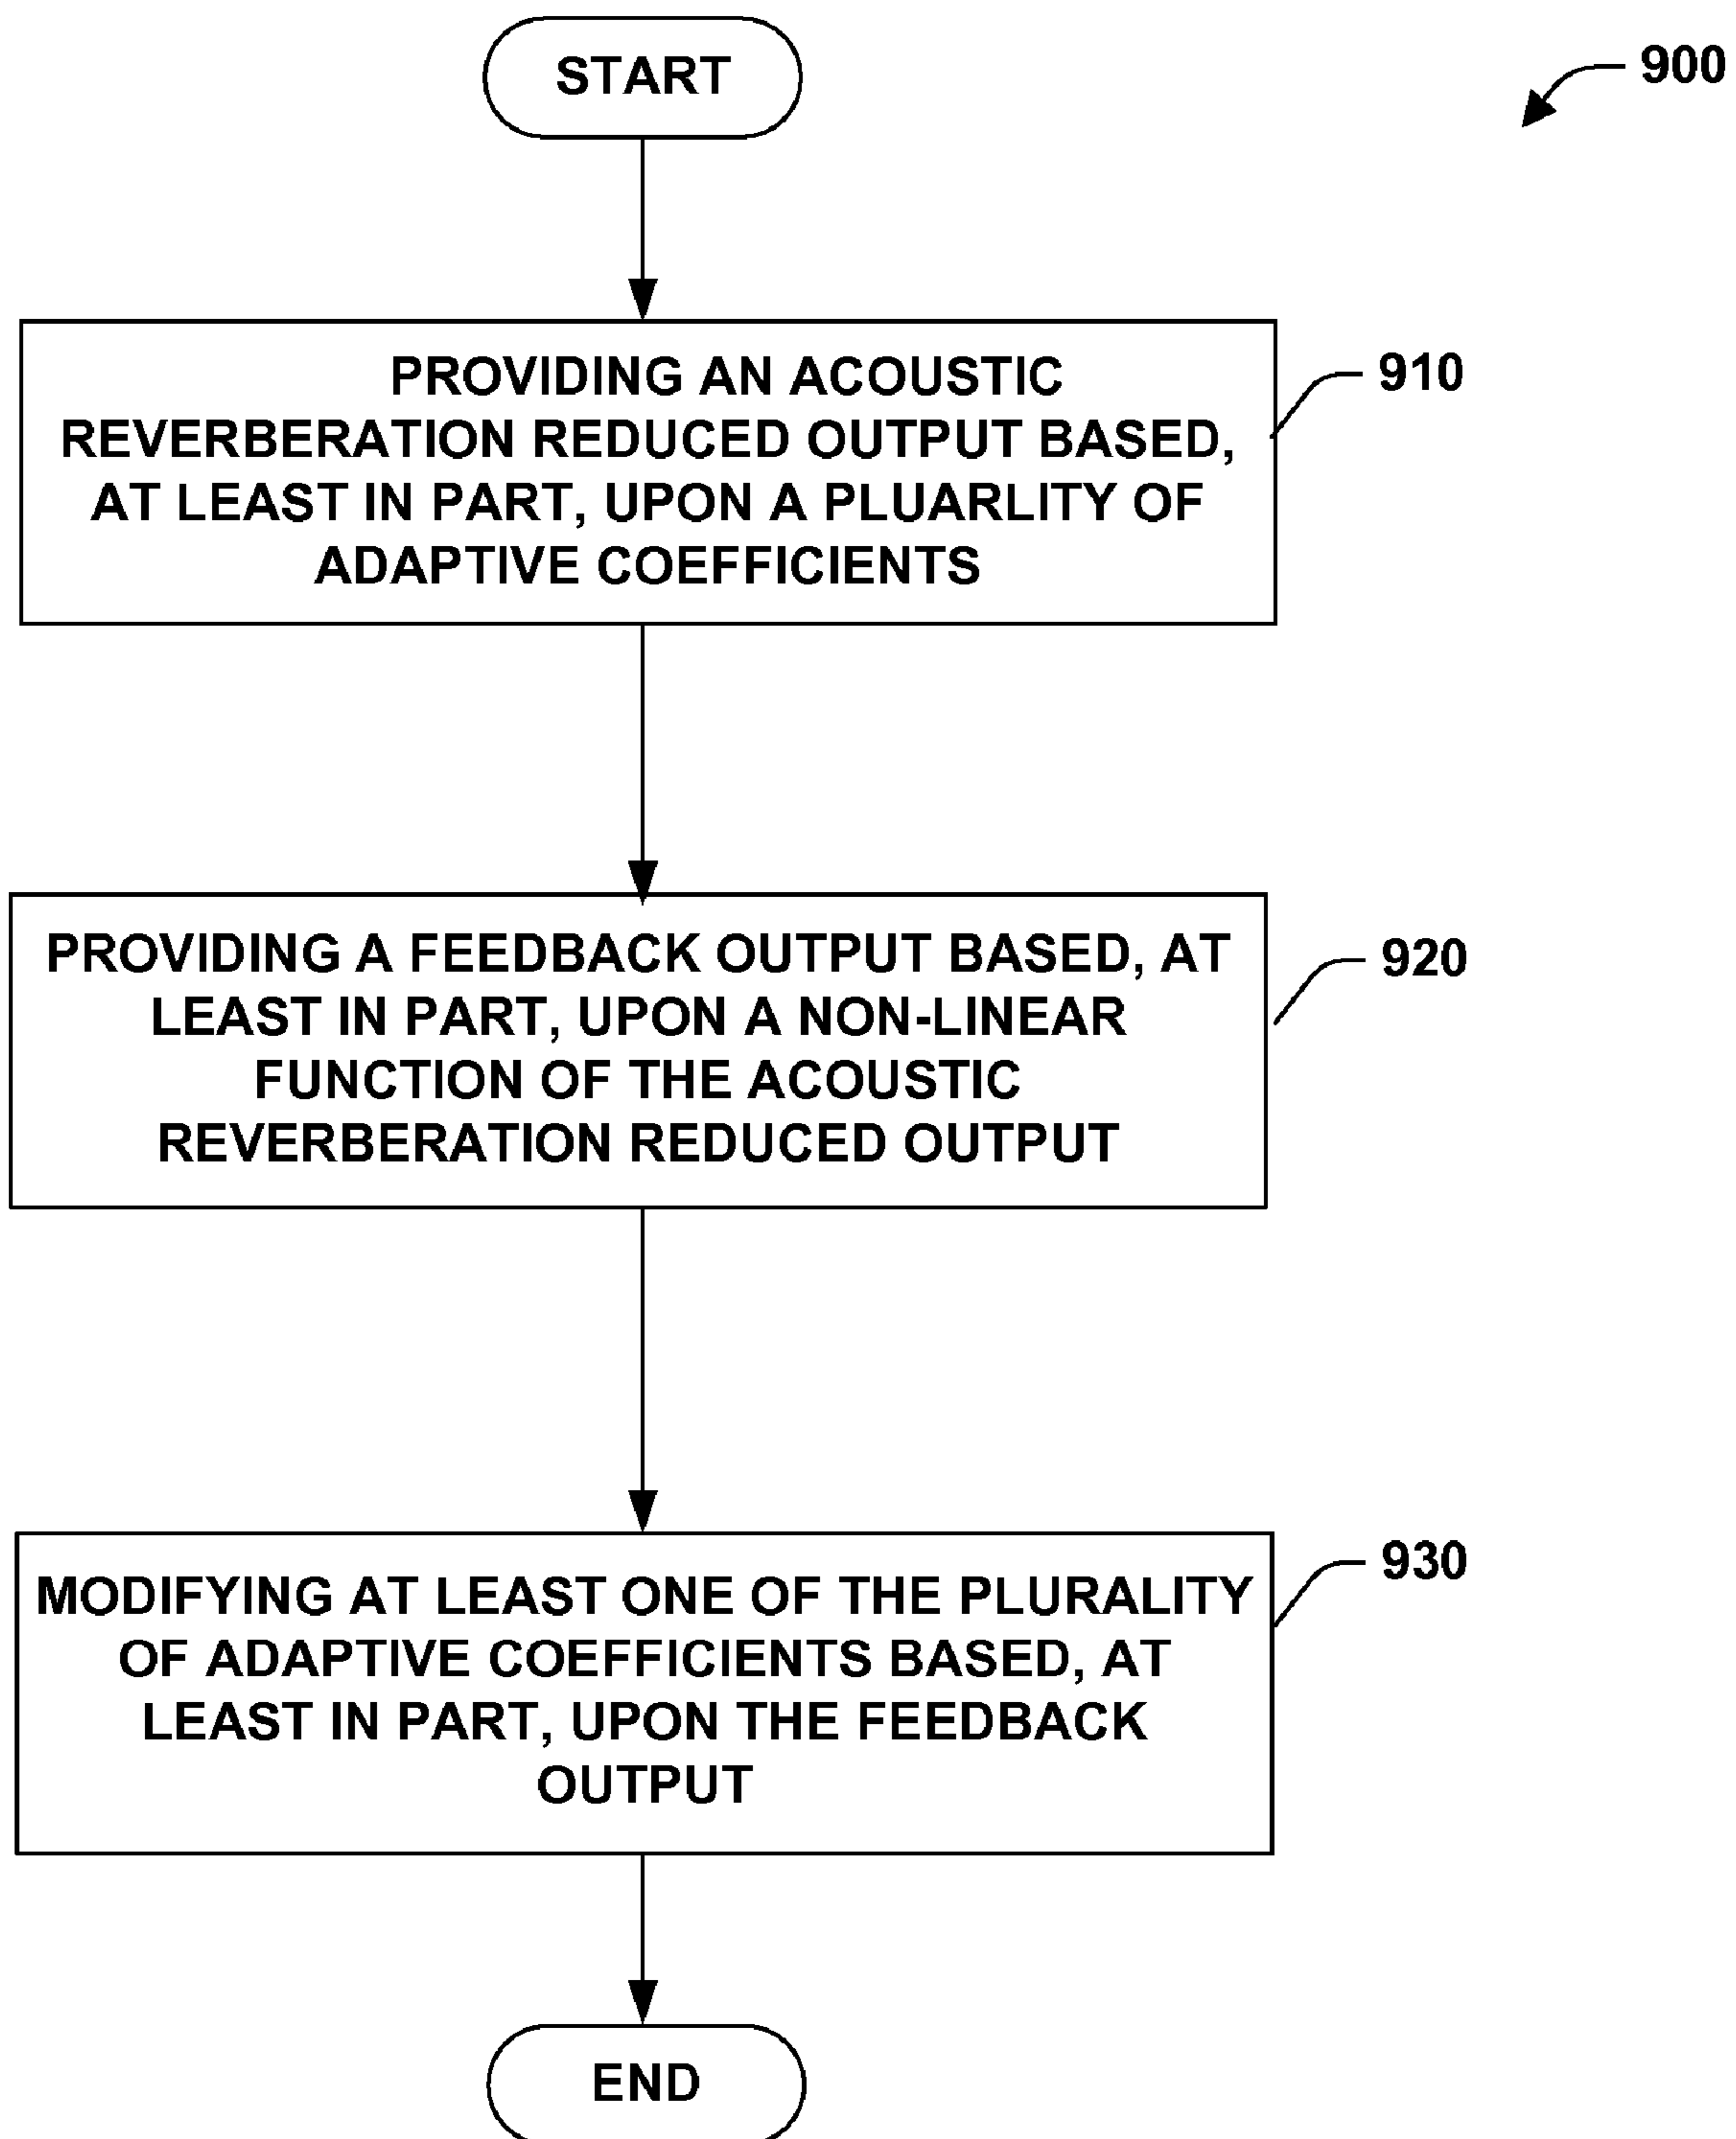 START
900
PROVIDING AN ACOUSTIC
REVERBERATION REDUCED OUTPUT BASED,
AT LEAST IN PART, UPON A PLUARLITY OF
ADAPTIVE COEFFICIENTS
910
PROVIDING A FEEDBACK OUTPUT BASED, AT
LEAST IN PART, UPON A NON-LINEAR
FUNCTION OF THE ACOUSTIC
REVERBERATION REDUCED OUTPUT
920
MODIFYING AT LEAST ONE OF THE PLURALITY
OF ADAPTIVE COEFFICIENTS BASED, AT
LEAST IN PART, UPON THE FEEDBACK
OUTPUT
930
END